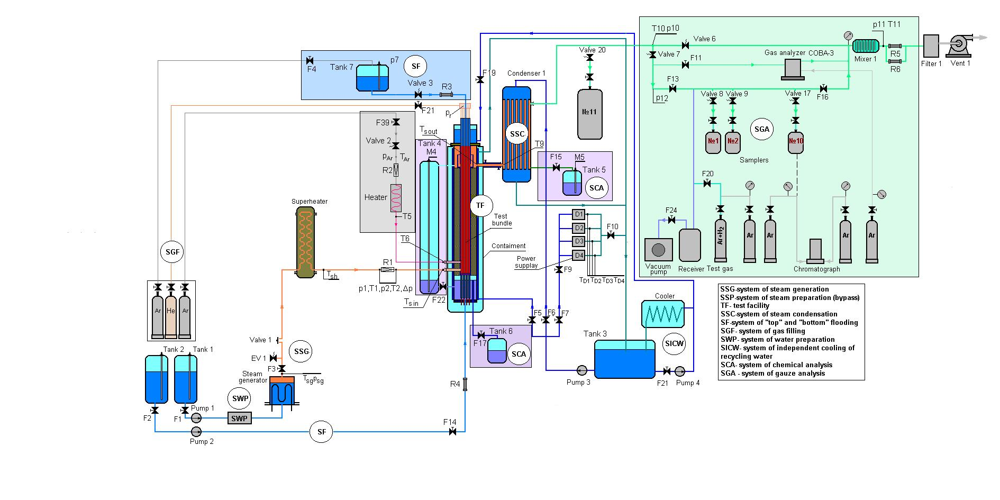 T10 p10
p11 T11
Valve 6
Valve 20
Valve 7
F11
Gas analyzer COBA-3
R5
R6
Mixer 1
Filter 1
Vent 1
p7
Tank 7
SF
F4
Valve 3
R3
F19
Condenser 1
F13
F16
p12
Valve 8
Valve 9
Valve 17
F21
pr
№11
F39
Tsout
SSC
SGA
Valve 2
Tank 4
M4
T9
№1
№2
№10
pAr
TAr
F15
M5
Samplers
R2
Tank 5
SCA
F20
Heater
Superheater
TF
T5
Test
bundle
D1
D2
D3
D4
F10
F24
Ar+H2
Ar
Ar
Ar
Ar
T6
Contaiment
SGF
Power
supplay
R1
F9
Vacuum
pump
Receiver
Test gas
Chromatograph
Tsh
TD1 TD2 TD3 TD4
p1,T1,p2,T2,Δp
Tsin
F22
Cooler
Ar
He
Ar
F5
F6
F7
Tank 3
SICW
Tank 6
F17
SCA
Valve 1
SSG
EV 1
F3
Tank 2
Tank 1
Steam
generator
Tsgpsg
R4
Pump 3
F21
Pump 4
SWP
SWP
Pump 1
F2
F1
Pump 2
SF
F14
SSG-system of steam generation
SSP-system of steam preparation (bypass)
TF- test facility
SSC-system of steam condensation
SF-system of "top" and "bottom" flooding
SGF- system of gas filling
SWP- system of water preparation
SICW- system of independent cooling of
recycling water
SCA- system of chemical analysis
SGA - system of gauze analysis